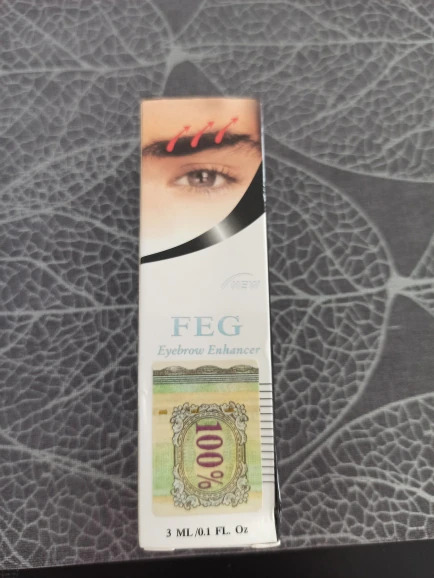 NEW
FEG
Eyebrow Enhancer
100%
3 ML/0.1 FL. Oz